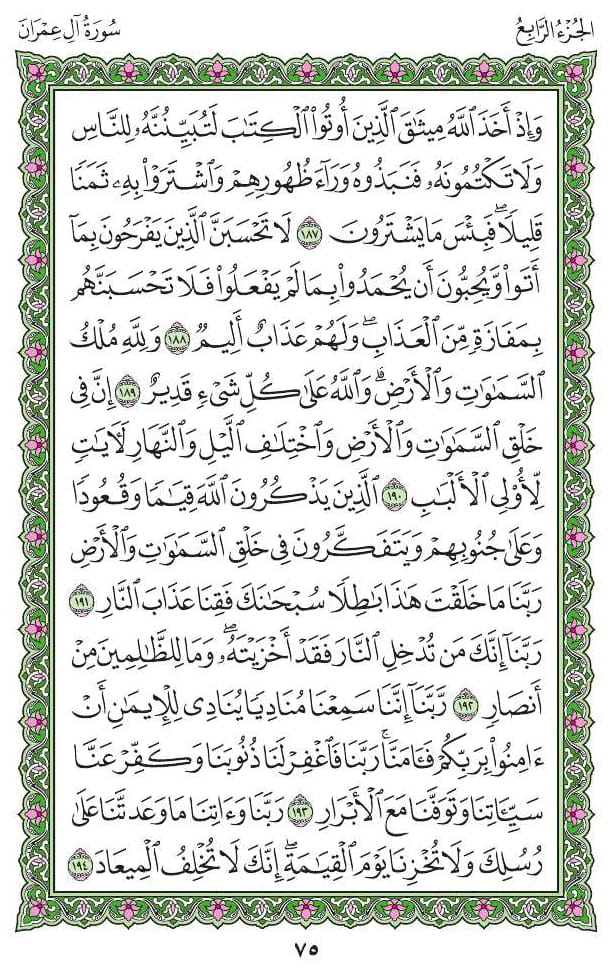 الجُزْءُ الرَّابِعُ
سُورَةُ آلِ عِمْرَانَ
وَإِذْ أَخَذَ ٱللَّهُ مِيثَٰقَ ٱلَّذِينَ أُوتُوا۟ ٱلْكِتَٰبَ لَتُبَيِّنُنَّهُۥ لِلنَّاسِ
وَلَا تَكْتُمُونَهُۥ فَنَبَذُوهُ وَرَآءَ ظُهُورِهِمْ وَٱشْتَرَوْا۟ بِهِۦ ثَمَنًا
قَلِيلًا ۖ فَبِئْسَ مَا يَشْتَرُونَ ١٨٧ لَا تَحْسَبَنَّ ٱلَّذِينَ يَفْرَحُونَ بِمَآ
أَتَوا۟ وَّيُحِبُّونَ أَن يُحْمَدُوا۟ بِمَا لَمْ يَفْعَلُوا۟ فَلَا تَحْسَبَنَّهُم
بِمَفَازَةٍ مِّنَ ٱلْعَذَابِ ۖ وَلَهُمْ عَذَابٌ أَلِيمٌ ١٨٨ وَلِلَّهِ مُلْكُ
ٱلسَّمَٰوَٰتِ وَٱلْأَرْضِ ۗ وَٱللَّهُ عَلَىٰ كُلِّ شَىْءٍ قَدِيرٌ ١٨٩ إِنَّ فِى
خَلْقِ ٱلسَّمَٰوَٰتِ وَٱلْأَرْضِ وَٱخْتِلَٰفِ ٱلَّيْلِ وَٱلنَّهَارِ لَءَايَٰتٍ
لِّأُو۟لِى ٱلْأَلْبَٰبِ ١٩٠ ٱلَّذِينَ يَذْكُرُونَ ٱللَّهَ قِيَٰمًا وَقُعُودًا
وَعَلَىٰ جُنُوبِهِمْ وَيَتَفَكَّرُونَ فِى خَلْقِ ٱلسَّمَٰوَٰتِ وَٱلْأَرْضِ
رَبَّنَا مَا خَلَقْتَ هَٰذَا بَٰطِلًا سُبْحَٰنَكَ فَقِنَا عَذَابَ ٱلنَّارِ ١٩١
رَبَّنَآ إِنَّكَ مَن تُدْخِلِ ٱلنَّارَ فَقَدْ أَخْزَيْتَهُۥ ۖ وَمَا لِلظَّٰلِمِينَ مِنْ
أَنصَارٍ ١٩٢ رَّبَّنَآ إِنَّنَا سَمِعْنَا مُنَادِيًا يُنَادِى لِلْإِيمَٰنِ أَنْ
ءَامِنُوا۟ بِرَبِّكُمْ فَـَٔامَنَّا ۚ رَبَّنَا فَٱغْفِرْ لَنَا ذُنُوبَنَا وَكَفِّرْ عَنَّا
سَيِّـَٔاتِنَا وَتَوَفَّنَا مَعَ ٱلْأَبْرَارِ ١٩٣ رَبَّنَا وَءَاتِنَا مَا وَعَدتَّنَا عَلَىٰ
رُسُلِكَ وَلَا تُخْزِنَا يَوْمَ ٱلْقِيَٰمَةِ ۗ إِنَّكَ لَا تُخْلِفُ ٱلْمِيعَادَ ١٩٤
٧٥